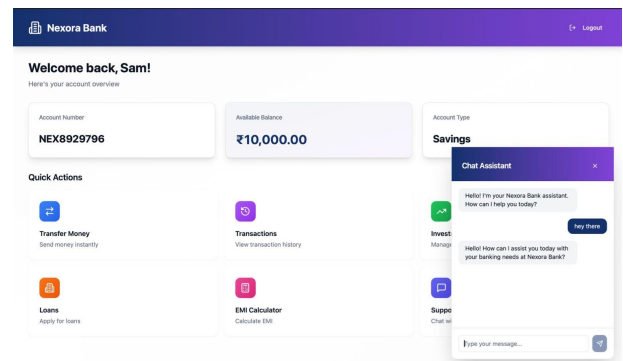 Nexora Bank
Logout
Welcome back, Sam!
Here's your account overview
Account Number
NEX8929796
Available Balance
₹10,000.00
Account Type
Savings
Quick Actions
Transfer Money
Send money instantly
Transactions
View transaction history
Invest
Manage
Loans
Apply for loans
EMI Calculator
Calculate EMI
Suppo
Chat wi
Chat Assistant
×
Hello! I'm your Nexora Bank assistant.
How can I help you today?
hey there
Hello! How can I assist you today with
your banking needs at Nexora Bank?
Type your message...